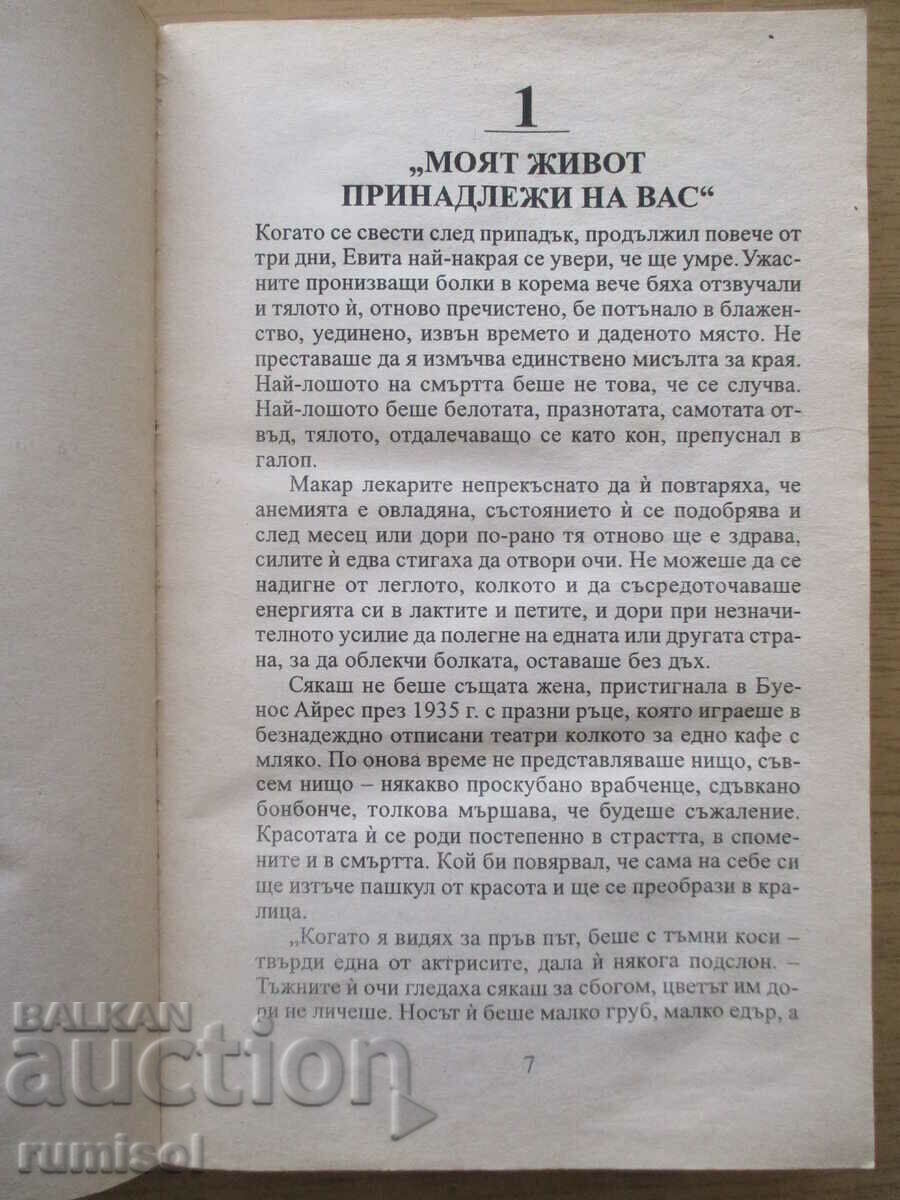 1
„МОЯТ ЖИВОТ
ПРИНАДЛЕЖИ НА ВАС“
Когато се свести след припадък, продължил повече от
три дни, Евита най-накрая се увери, че ще умре. Ужас-
ните пронизващи болки в корема вече бяха отзвучали
и тялото ѝ, отново пречистено, бе потънало в блажен-
ство, уединено, извън времето и даденото място. Не
преставаше да я измъчва единствено мисълта за края.
Най-лошото на смъртта беше не това, че се случва.
Най-лошото беше белотата, празнотата, самотата от-
въд, тялото, отдалечаващо се като кон, препуснал в
галоп.
Макар лекарите непрекъснато да ѝ повтаряха, че
анемията е овладяна, състоянието ѝ се подобрява и
след месец или дори по-рано тя отново ще е здрава,
силите ѝ едва стигаха да отвори очи. Не можеше да се
надигне от леглото, колкото и да съсредоточаваше
енергията си в лактите и петите, и дори при незначи-
телното усилие да полегне на едната или другата стра-
на, за да облекчи болката, оставаше без дъх.
Сякаш не беше същата жена, пристигнала в Буе-
нос Айрес през 1935 г. с празни ръце, която играеше в
безнадеждно отписани театри колкото за едно кафе с
мляко. По онова време не представляваше нищо, съв-
сем нищо – някакво проскубано врабченце, сдъвкано
бонбонче, толкова мършава, че будеше съжаление.
Красотата ѝ се роди постепенно в страстта, в споме-
ните и в смъртта. Кой би повярвал, че сама на себе си
ще изтъче пашкул от красота и ще се преобрази в кра-
лица.
„Когато я видях за пръв път, беше с тъмни коси –
твърди една от актрисите, дала ѝ някога подслон. –
Тъжните ѝ очи гледаха сякаш за сбогом, цветът им до-
ри не личеше. Носът ѝ беше малко груб, малко едър, а
7
BALKAN
auction
rumisol